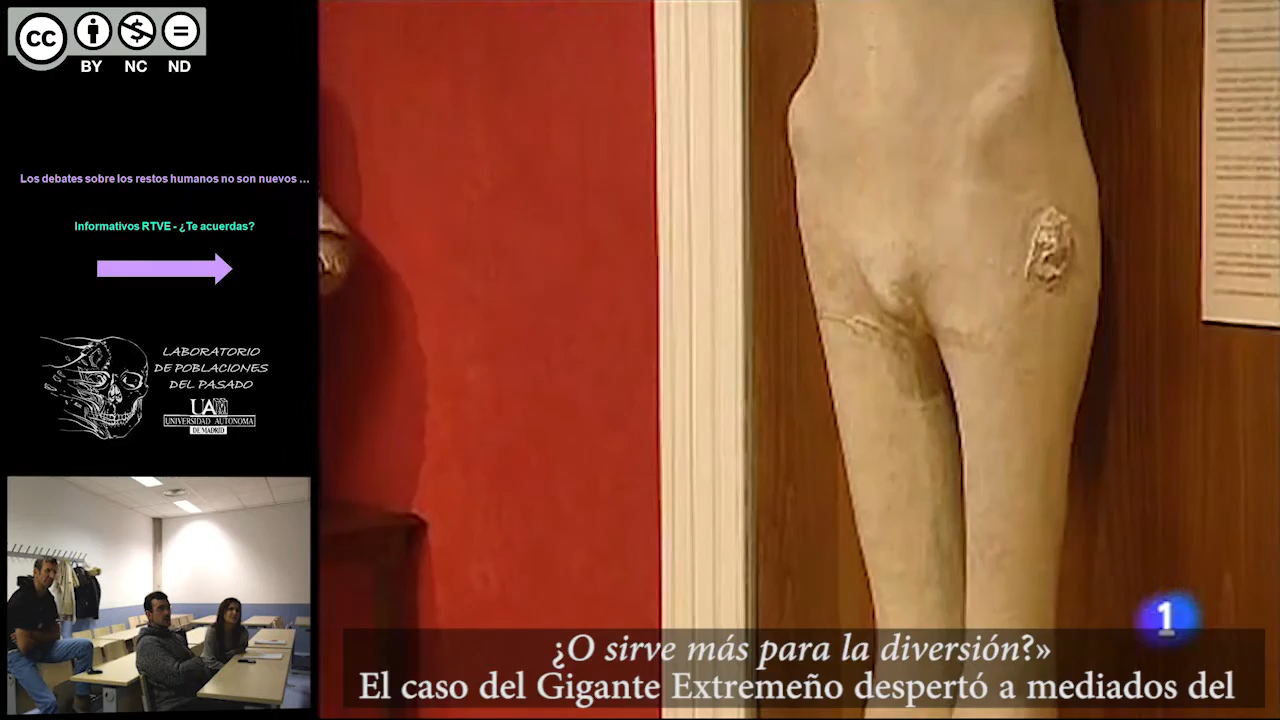 cc
BY NC ND
Los debates sobre los restos humanos no son nuevos ...
Informativos RTVE - ¿Te acuerdas?
LABORATORIO
DE POBLACIONES
DEL PASADO
UAM
UNIVERSIDAD AUTONOMA
DE MADRID
1
¿O sirve más para la diversión?»
El caso del Gigante Extremeño despertó a mediados del